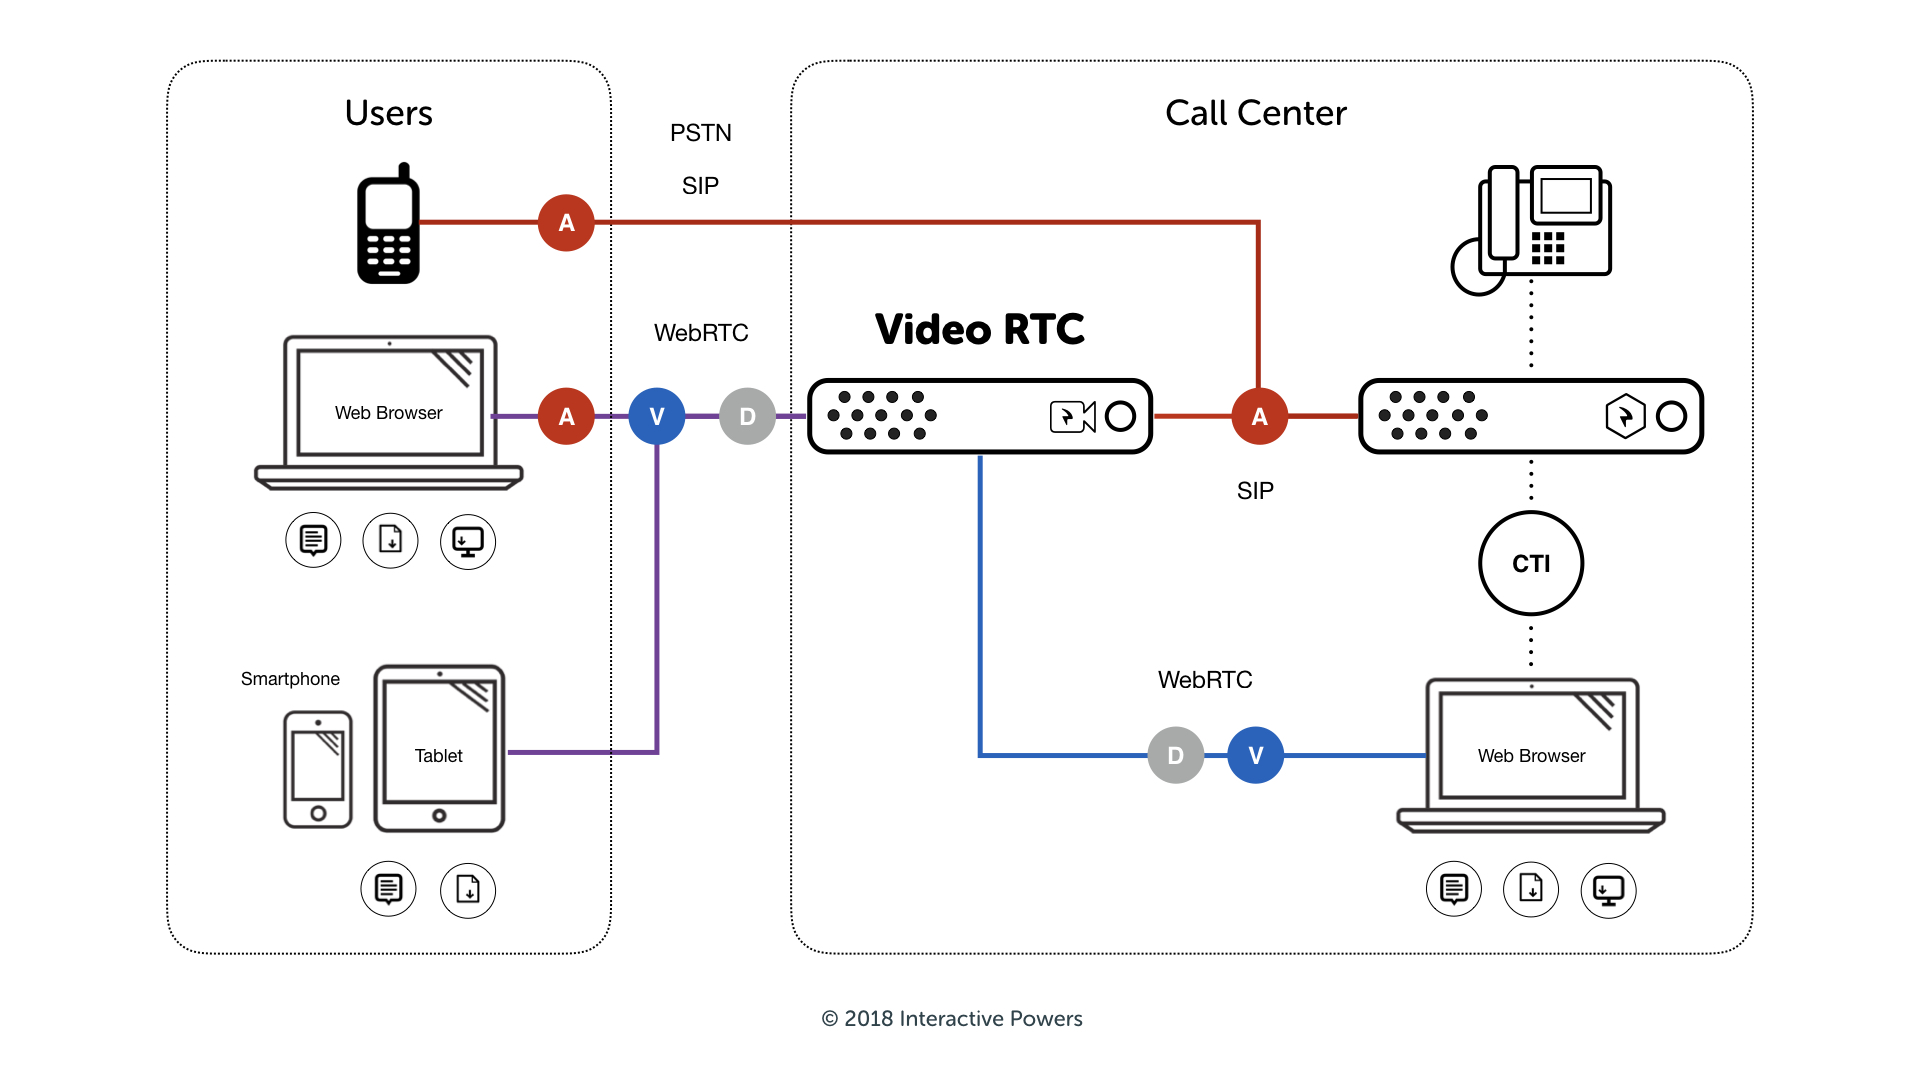 Users
Call Center
PSTN
SIP
A
WebRTC
Video RTC
Web Browser
A
V
D
A
SIP
CTI
Smartphone
Tablet
WebRTC
D
V
Web Browser
© 2018 Interactive Powers